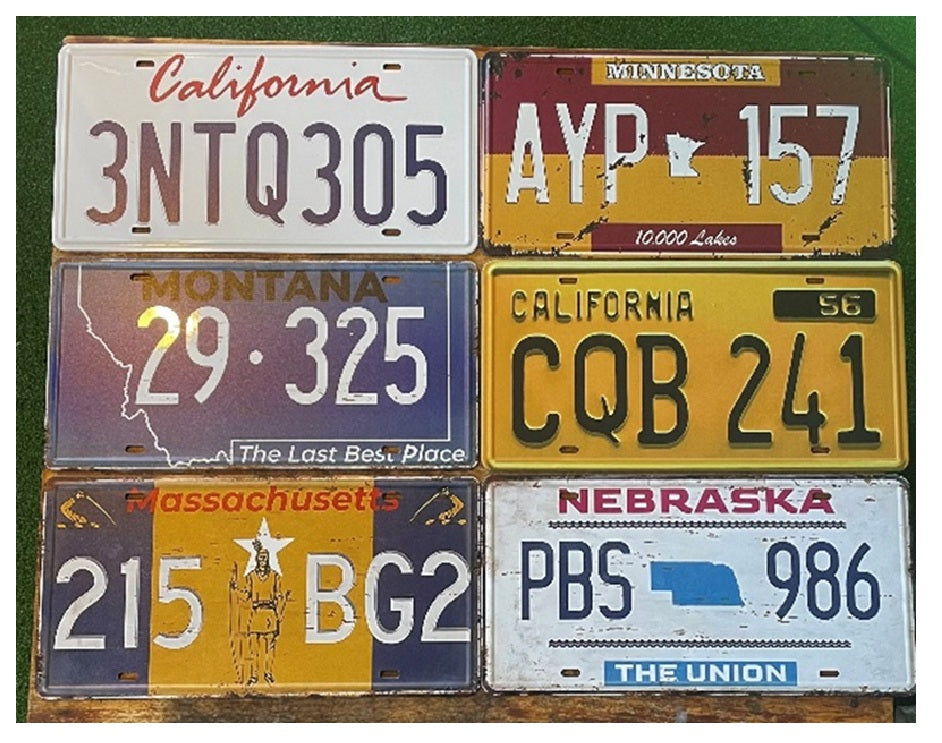 California
3NTQ305
MINNESOTA
AYP 157
10.000 Lakes
MONTANA
29·325
The Last Best Place
CALIFORNIA 56
CQB 241
Massachusetts
215 BG2
NEBRASKA
PBS 986
THE UNION